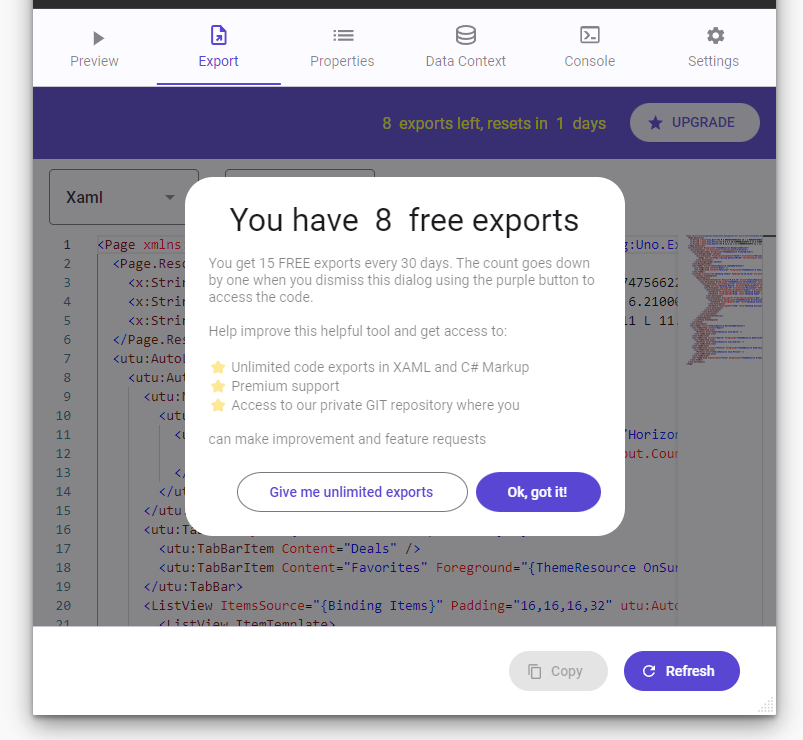 Preview
Export
Properties
Data Context
Console
Settings
8 exports left, resets in 1 days
UPGRADE
Xaml
You have 8 free exports
You get 15 FREE exports every 30 days. The count goes down
by one when you dismiss this dialog using the purple button to
access the code.
Help improve this helpful tool and get access to:
Unlimited code exports in XAML and C# Markup
Premium support
Access to our private GIT repository where you
can make improvement and feature requests
Give me unlimited exports
Ok, got it!
1 <Page xmlns g:Uno.Ex
2 <Page.Reso
3 <x:Strin 74756622
4 <x:Strin 6.21000
5 <x:Strin 11 L 11.
6 </Page.Res
7 <utu:AutoL
8 <utu:Aut
9 <utu:N
10 <utu
11 <u /Horizon
12 out.Coun
13 </
14 </ut
15 </utu
16 <utu:Ta
17 <utu:TabBarItem Content="Deals" />
18 <utu:TabBarItem Content="Favorites" Foreground="{ThemeResource OnSur
19 </utu:TabBar>
20 <ListView ItemsSource="{Binding Items}" Padding="16,16,16,32" utu:Auto
21 <ListView.ItemTemplate>
Copy
Refresh